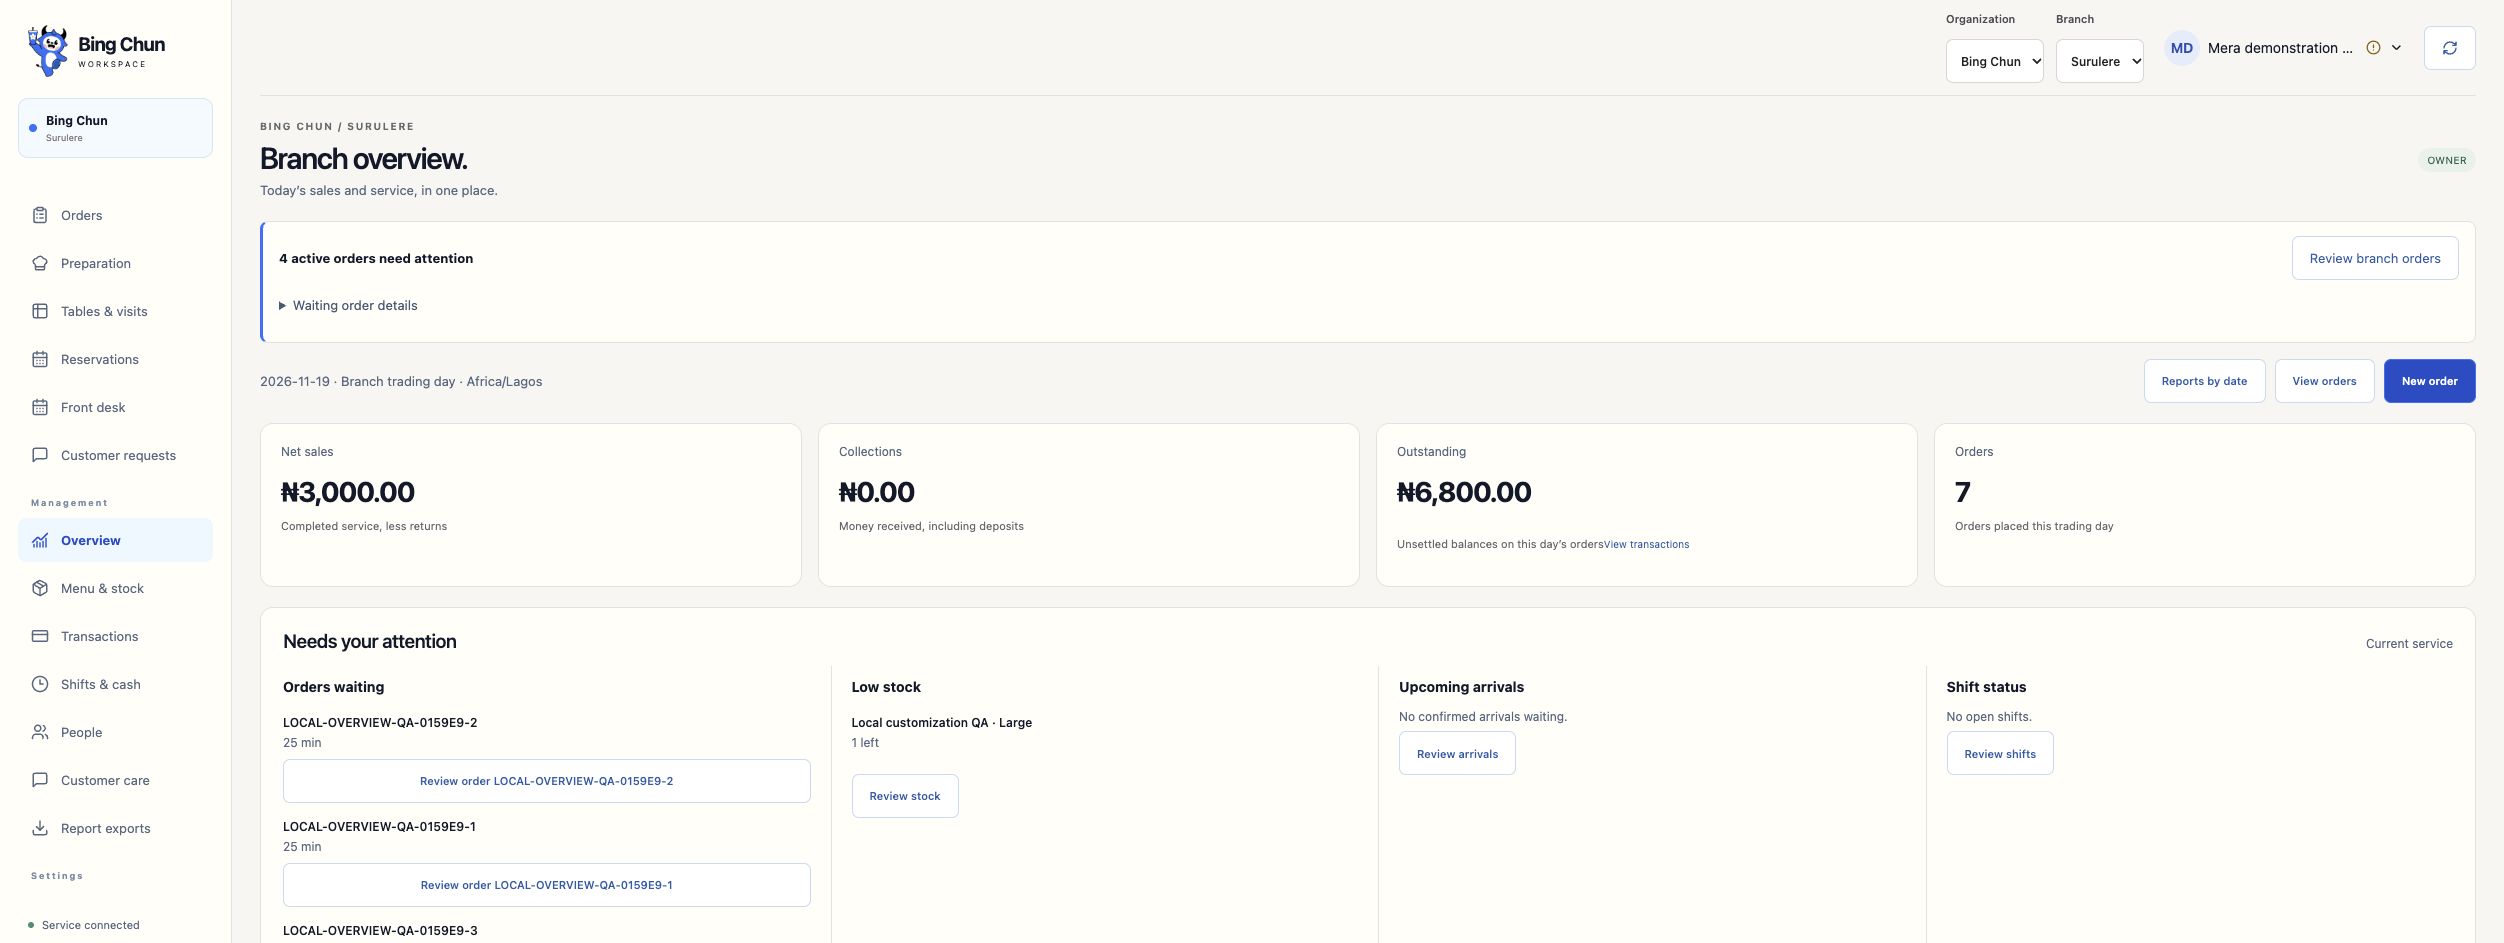 Bing Chun
WORKSPACE
Bing Chun
Surulere
Orders
Preparation
Tables & visits
Reservations
Front desk
Customer requests
Management
Overview
Menu & stock
Transactions
Shifts & cash
People
Customer care
Report exports
Settings
Service connected
Organization
Bing Chun
Branch
Surulere
MD
Mera demonstration ...
BING CHUN / SURULERE
Branch overview.
Today's sales and service, in one place.
OWNER
4 active orders need attention
Review branch orders
Waiting order details
2026-11-19 · Branch trading day · Africa/Lagos
Reports by date
View orders
New order
Net sales
₦3,000.00
Completed service, less returns
Collections
₦0.00
Money received, including deposits
Outstanding
₦6,800.00
Unsettled balances on this day's ordersView transactions
Orders
7
Orders placed this trading day
Needs your attention
Current service
Orders waiting
LOCAL-OVERVIEW-QA-0159E9-2
25 min
Review order LOCAL-OVERVIEW-QA-0159E9-2
LOCAL-OVERVIEW-QA-0159E9-1
25 min
Review order LOCAL-OVERVIEW-QA-0159E9-1
LOCAL-OVERVIEW-QA-0159E9-3
Low stock
Local customization QA · Large
1 left
Review stock
Upcoming arrivals
No confirmed arrivals waiting.
Review arrivals
Shift status
No open shifts.
Review shifts